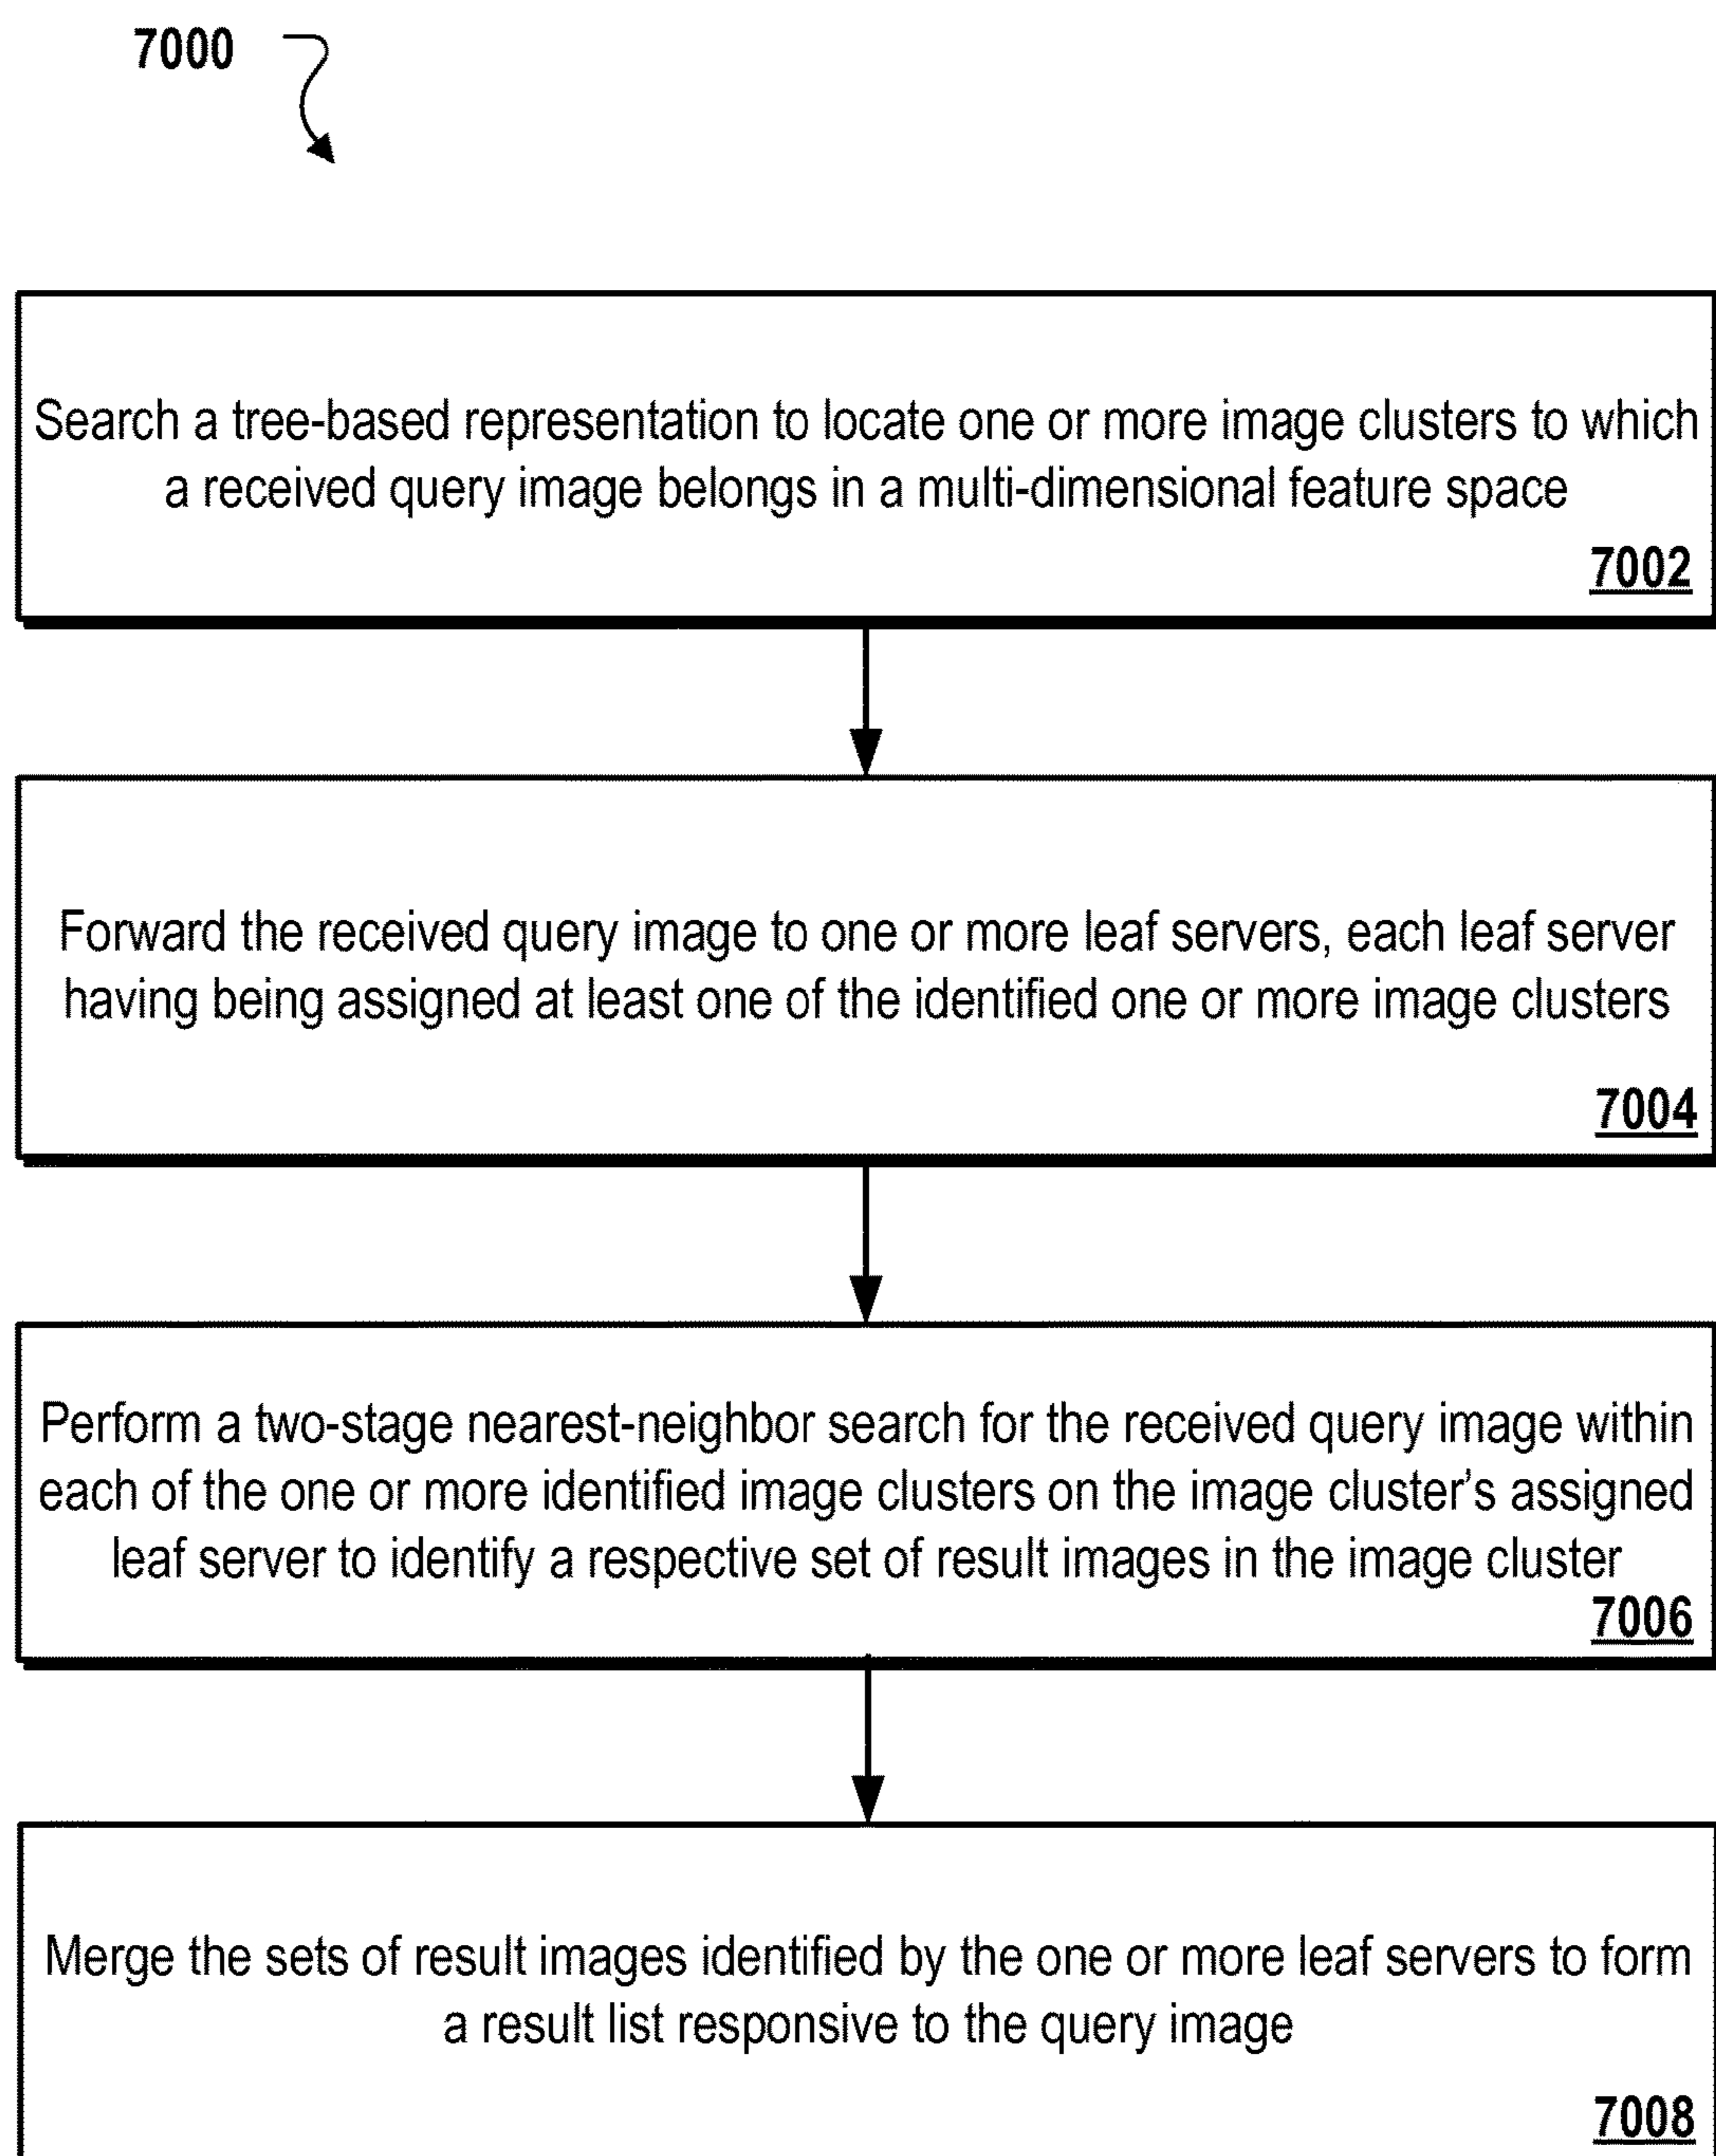 7000
Search a tree-based representation to locate one or more image clusters to which
a received query image belongs in a multi-dimensional feature space
7002
Forward the received query image to one or more leaf servers, each leaf server
having being assigned at least one of the identified one or more image clusters
7004
Perform a two-stage nearest-neighbor search for the received query image within
each of the one or more identified image clusters on the image cluster’s assigned
leaf server to identify a respective set of result images in the image cluster
7006
Merge the sets of result images identified by the one or more leaf servers to form
a result list responsive to the query image
7008